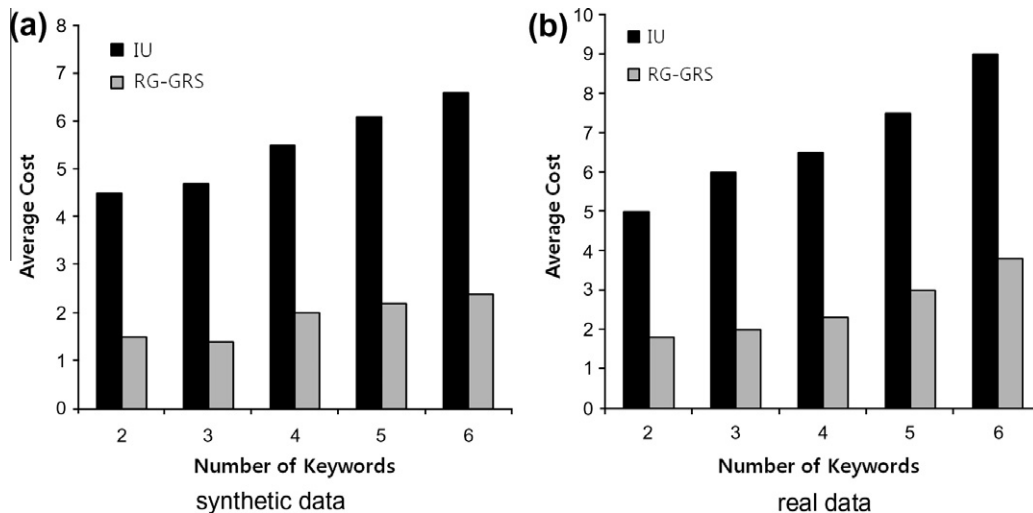 (a)
8
7
6
5
4
3
2
1
0
Average Cost
IU
RG-GRS
2 3 4 5 6
Number of Keywords
synthetic data
(b)
10
9
8
7
6
5
4
3
2
1
0
Average Cost
IU
RG-GRS
2 3 4 5 6
Number of Keywords
real data